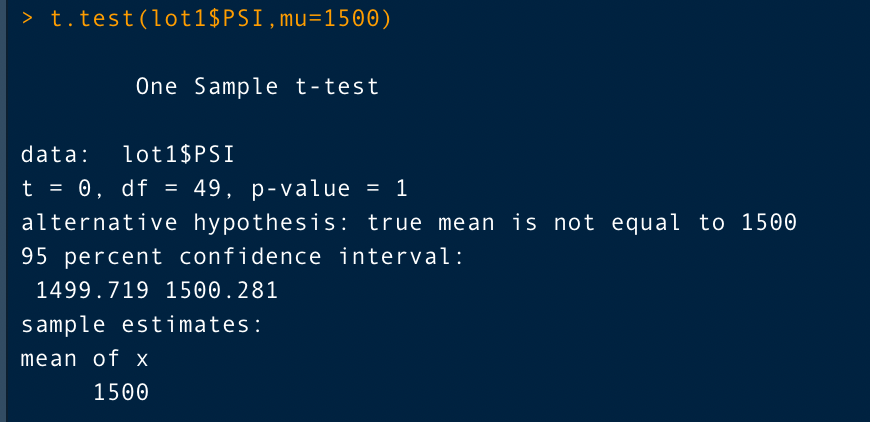 > t.test(lot1$PSI,mu=1500)
One Sample t-test
data:  lot1$PSI
t = 0, df = 49, p-value = 1
alternative hypothesis: true mean is not equal to 1500
95 percent confidence interval:
1499.719 1500.281
sample estimates:
mean of x
1500